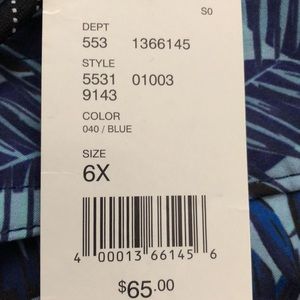 S0
DEPT
553 1366145
STYLE
5531 01003
9143
COLOR
040 / BLUE
SIZE
6X
4 00013 66145 6
$65.00